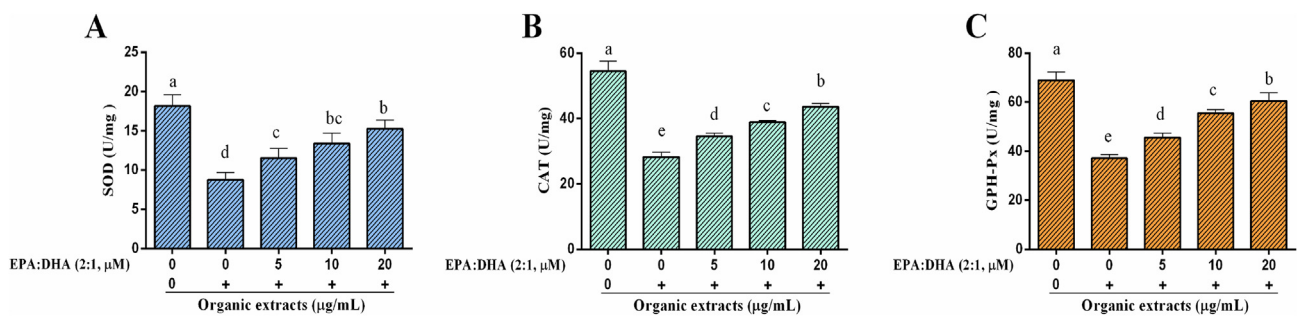 A
SOD (U/mg)
25
20
15
10
5
0
a
d
c
bc
b
EPA:DHA (2:1, μM) 0 0 5 10 20
0 + + + +
Organic extracts (μg/mL)
B
CAT (U/mg)
60
40
20
0
a
e
d
c
b
EPA:DHA (2:1, μM) 0 0 5 10 20
0 + + + +
Organic extracts (μg/mL)
C
GPH-Px (U/mg )
80
60
40
20
0
a
e
d
c
b
EPA:DHA (2:1, μM) 0 0 5 10 20
0 + + + +
Organic extracts (μg/mL)